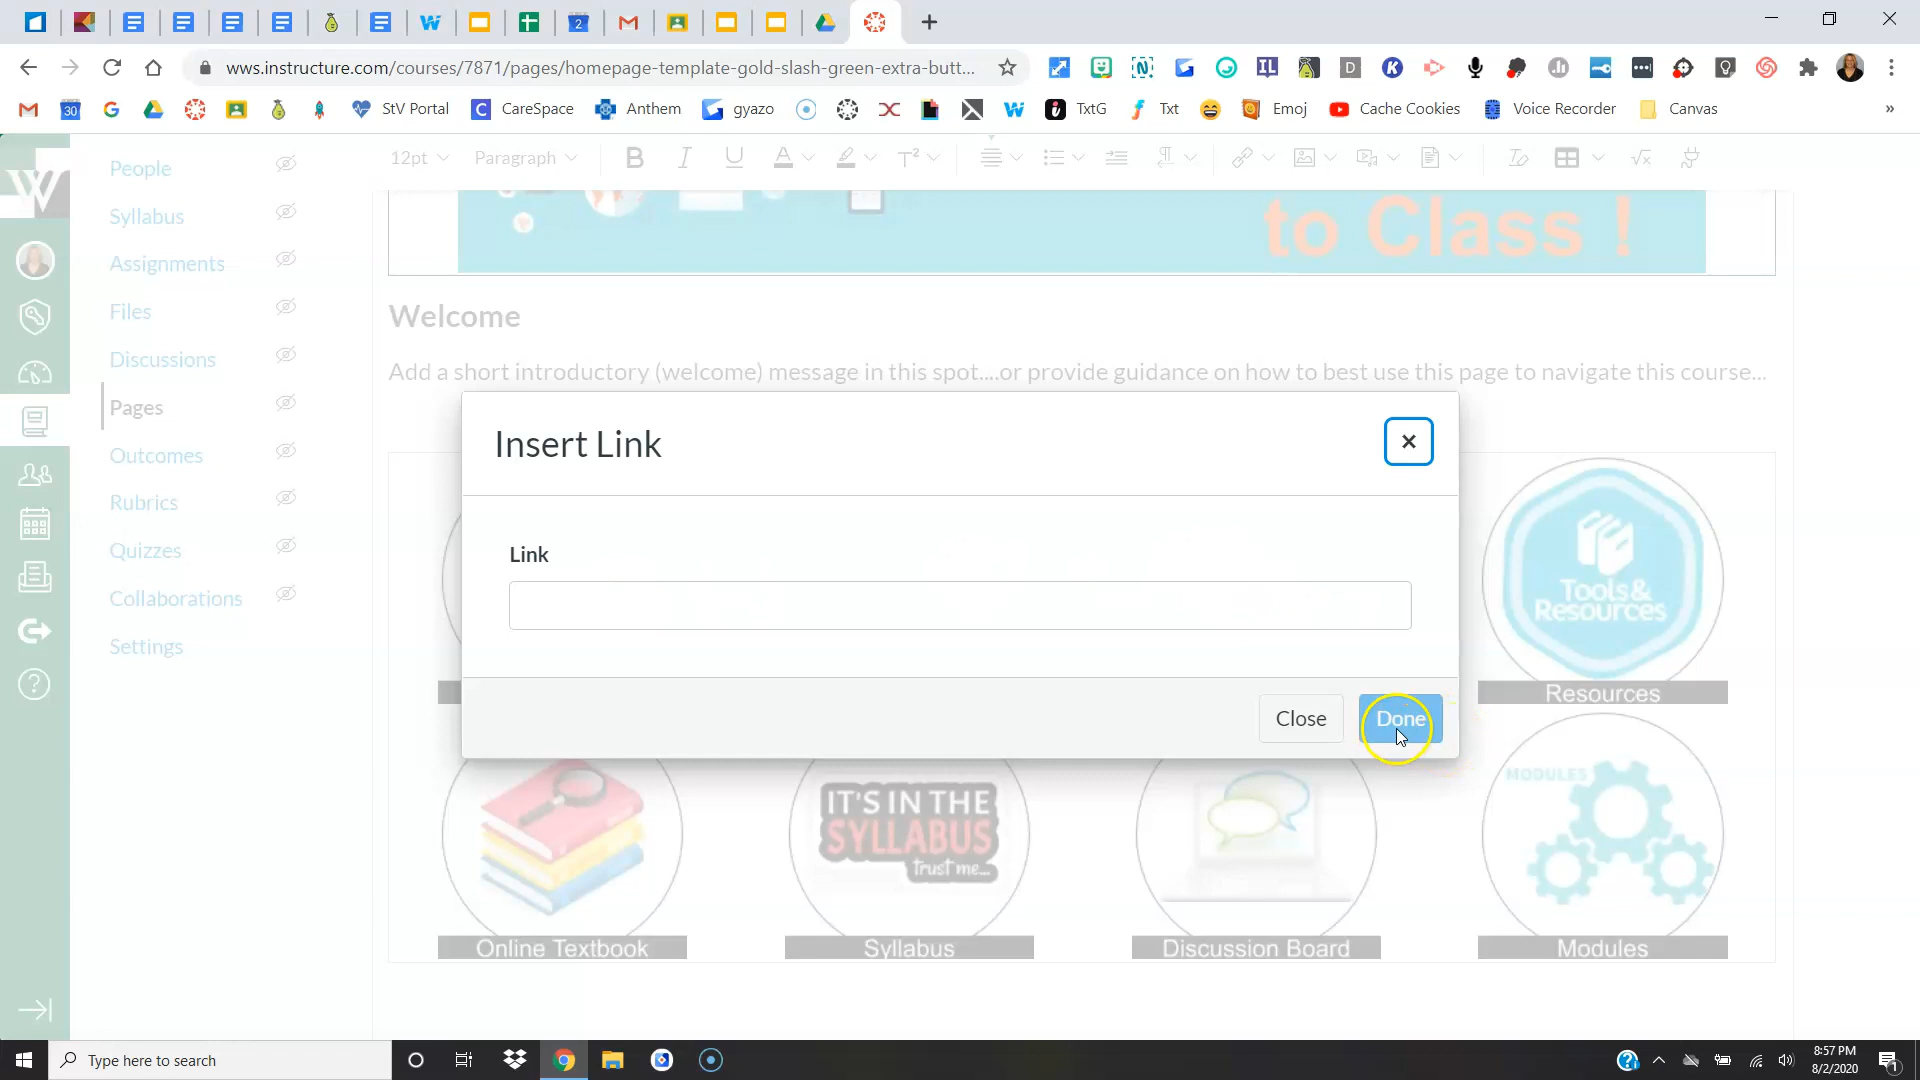 2
wws.instructure.com/courses/7871/pages/homepage-template-gold-slash-green-extra-butt...
30 StV Portal CareSpace Anthem gyazo TxtG Txt Emoj Cache Cookies Voice Recorder Canvas »
12pt Paragraph B I U A T²
People
Syllabus
Assignments
Files
Discussions
Pages
Outcomes
Rubrics
Quizzes
Collaborations
Settings
to Class !
Welcome
Add a short introductory (welcome) message in this spot....or provide guidance on how to best use this page to navigate this course...
Insert Link
Link
Close Done
Tools&
Resources
Resources
IT'S IN THE
SYLLABUS
trust me...
MODULES
Online Textbook Syllabus Discussion Board Modules
Type here to search
8:57 PM
8/2/2020
1